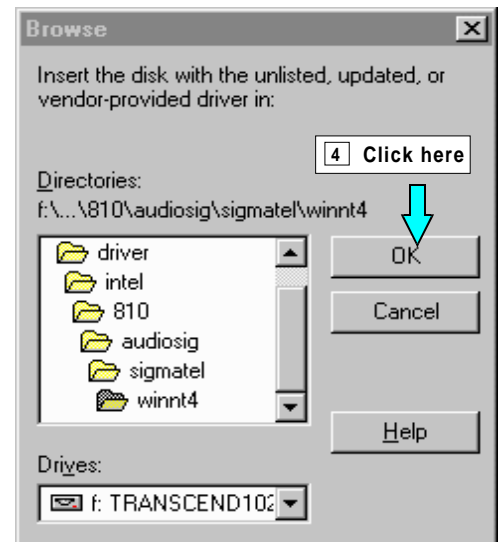 Browse
Insert the disk with the unlisted, updated, or
vendor-provided driver in:
4 Click here
Directories:
f:\...\810\audiosig\sigmatel\winnt4
driver
intel
810
audiosig
sigmatel
winnt4
OK
Cancel
Help
Drives:
f: TRANSCEND102